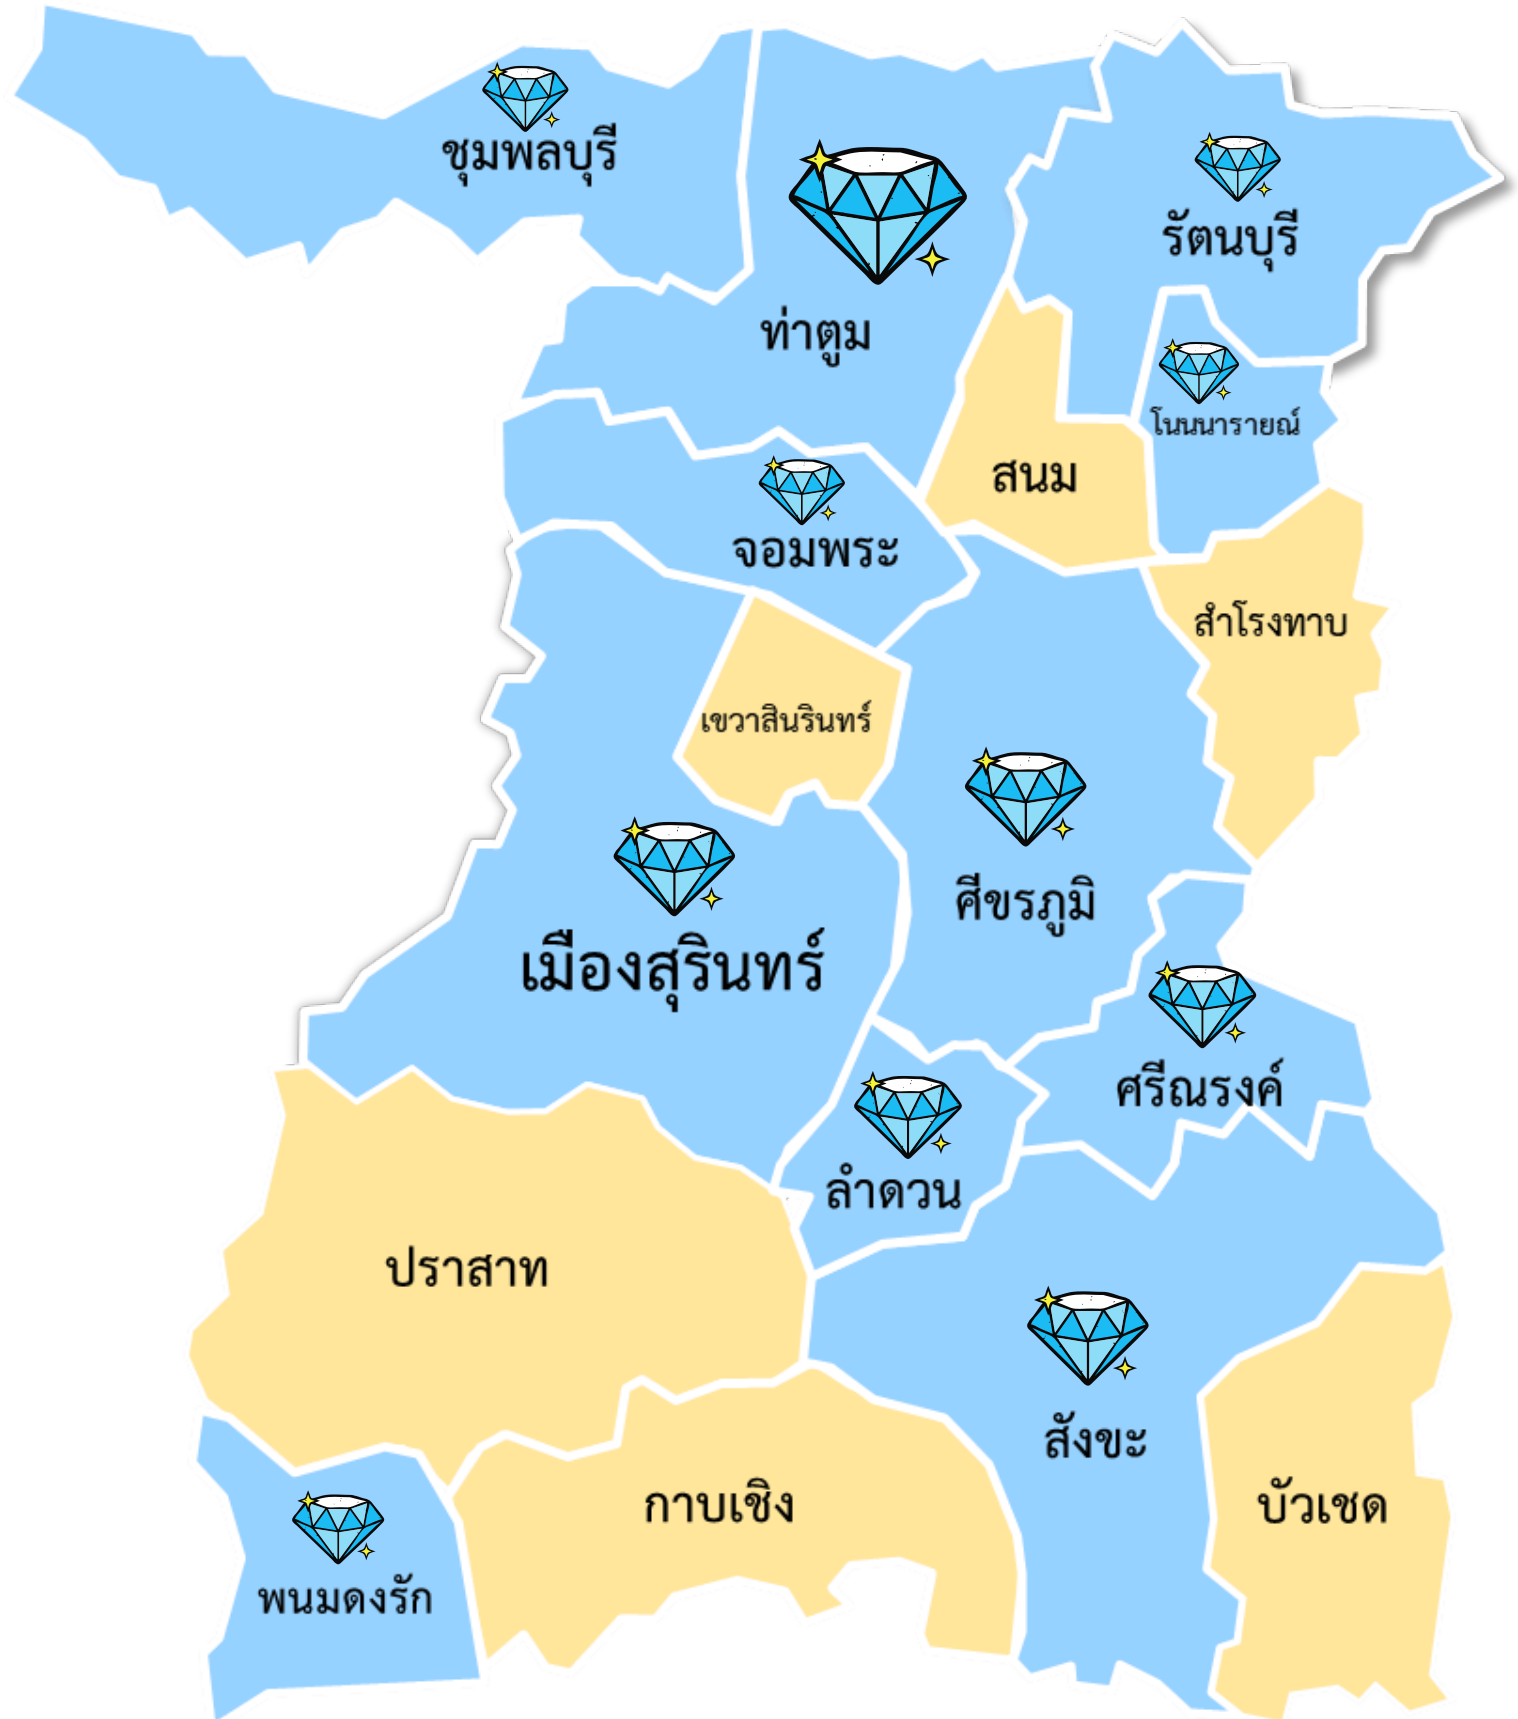 ชุมพลบุรี
รัตนบุรี
ท่าตูม
โนนนารายณ์
สนม
จอมพระ
สำโรงทาบ
เขวาสินรินทร์
ศีขรภูมิ
เมืองสุรินทร์
ศรีณรงค์
ลำดวน
ปราสาท
สังขะ
กาบเชิง
บัวเชด
พนมดงรัก